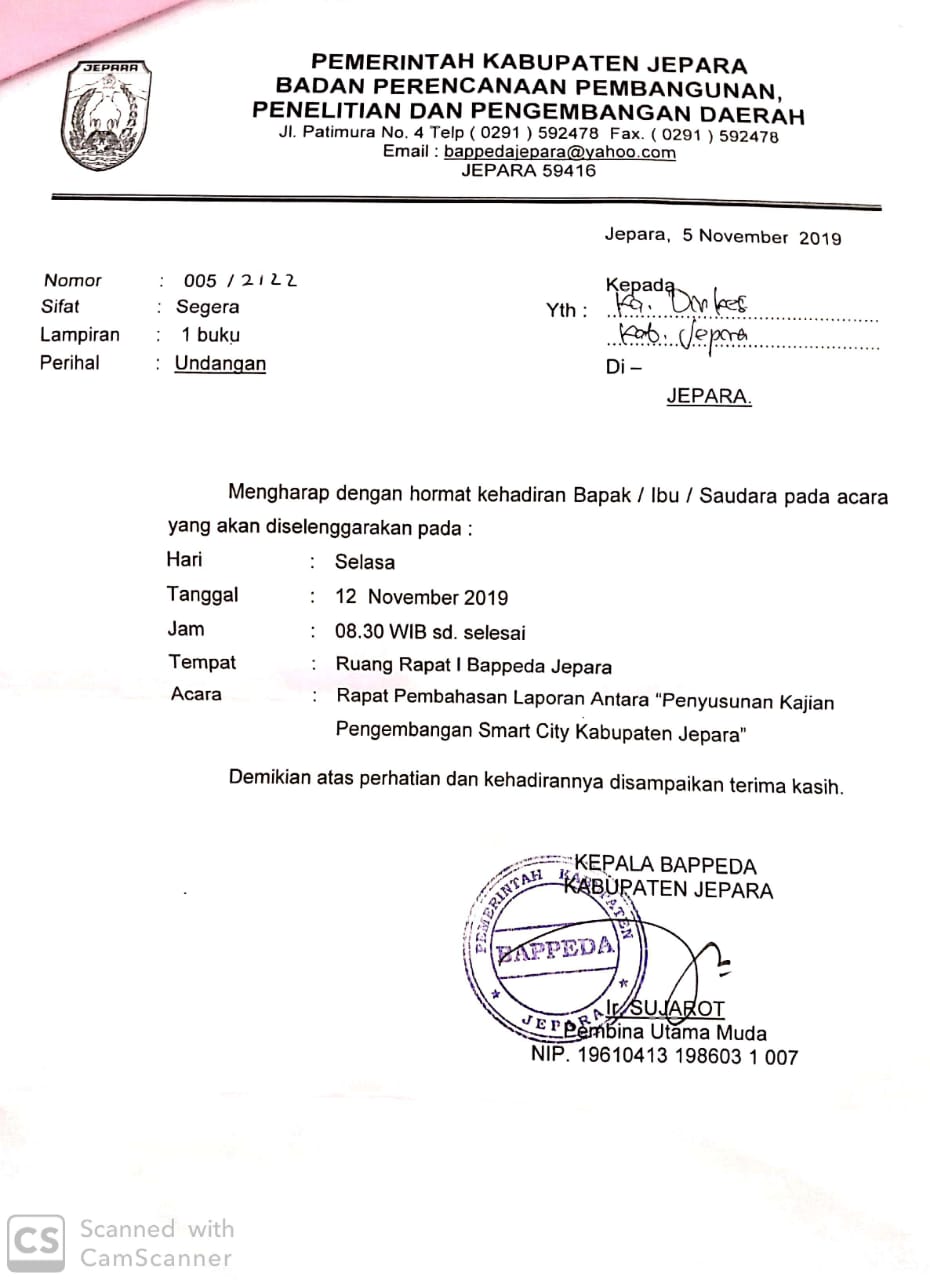 JEPARA
PEMERINTAH KABUPATEN JEPARA
BADAN PERENCANAAN PEMBANGUNAN,
PENELITIAN DAN PENGEMBANGAN DAERAH
Jl. Patimura No. 4 Telp ( 0291 ) 592478 Fax. ( 0291 ) 592478
Email : bappedajepara@yahoo.com
JEPARA 59416
Jepara, 5 November 2019
Nomor : 005 / 2122
Sifat : Segera
Lampiran : 1 buku
Perihal : Undangan
Kepada
Yth : Ka. Dinkes
Kab. Jepara
Di –
JEPARA.
Mengharap dengan hormat kehadiran Bapak / Ibu / Saudara pada acara
yang akan diselenggarakan pada :
Hari : Selasa
Tanggal : 12 November 2019
Jam : 08.30 WIB sd. selesai
Tempat : Ruang Rapat I Bappeda Jepara
Acara : Rapat Pembahasan Laporan Antara “Penyusunan Kajian
Pengembangan Smart City Kabupaten Jepara”
Demikian atas perhatian dan kehadirannya disampaikan terima kasih.
KEPALA BAPPEDA
KABUPATEN JEPARA
PEMERINTAH KABUPATEN
BAPPEDA
JEPARA
Ir. SUJAROT
Pembina Utama Muda
NIP. 19610413 198603 1 007
CS Scanned with
CamScanner